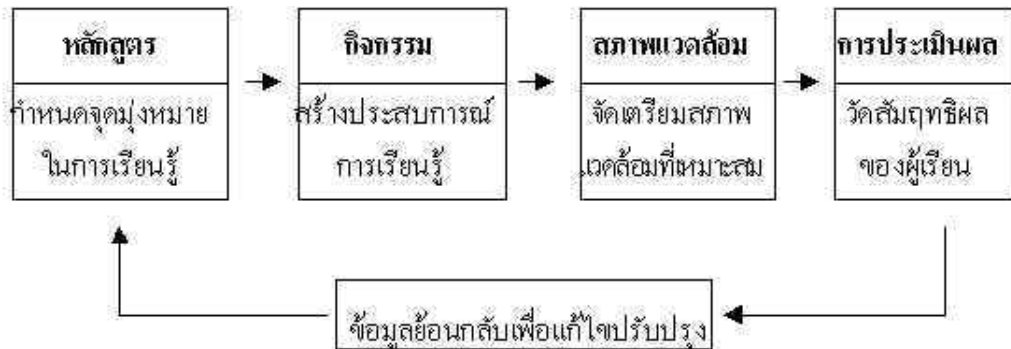 หลักสูตร
กำหนดจุดมุ่งหมาย
ในการเรียนรู้
กิจกรรม
สร้างประสบการณ์
การเรียนรู้
สภาพแวดล้อม
จัดเตรียมสภาพ
แวดล้อมที่เหมาะสม
การประเมินผล
วัดสัมฤทธิผล
ของผู้เรียน
ข้อมูลย้อนกลับเพื่อแก้ไขปรับปรุง